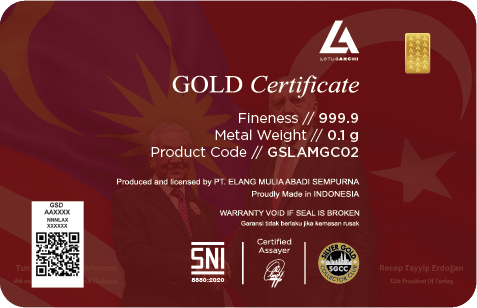 LOTUSARCHI
GOLD Certificate
Fineness // 999.9
Metal Weight // 0.1 g
Product Code // GSLAMGC02
Produced and licensed by PT. ELANG MULIA ABADI SEMPURNA
Proudly Made in INDONESIA
WARRANTY VOID IF SEAL IS BROKEN
Garansi tidak berlaku jika kemasan rusak
GSD
AAXXXX
NNNLAX
XXXXXX
SNI
8880:2020
Certified
Assayer
SILVER GOLD
SGCC
Recep Tayyip Erdoğan
12th President Of Turkey